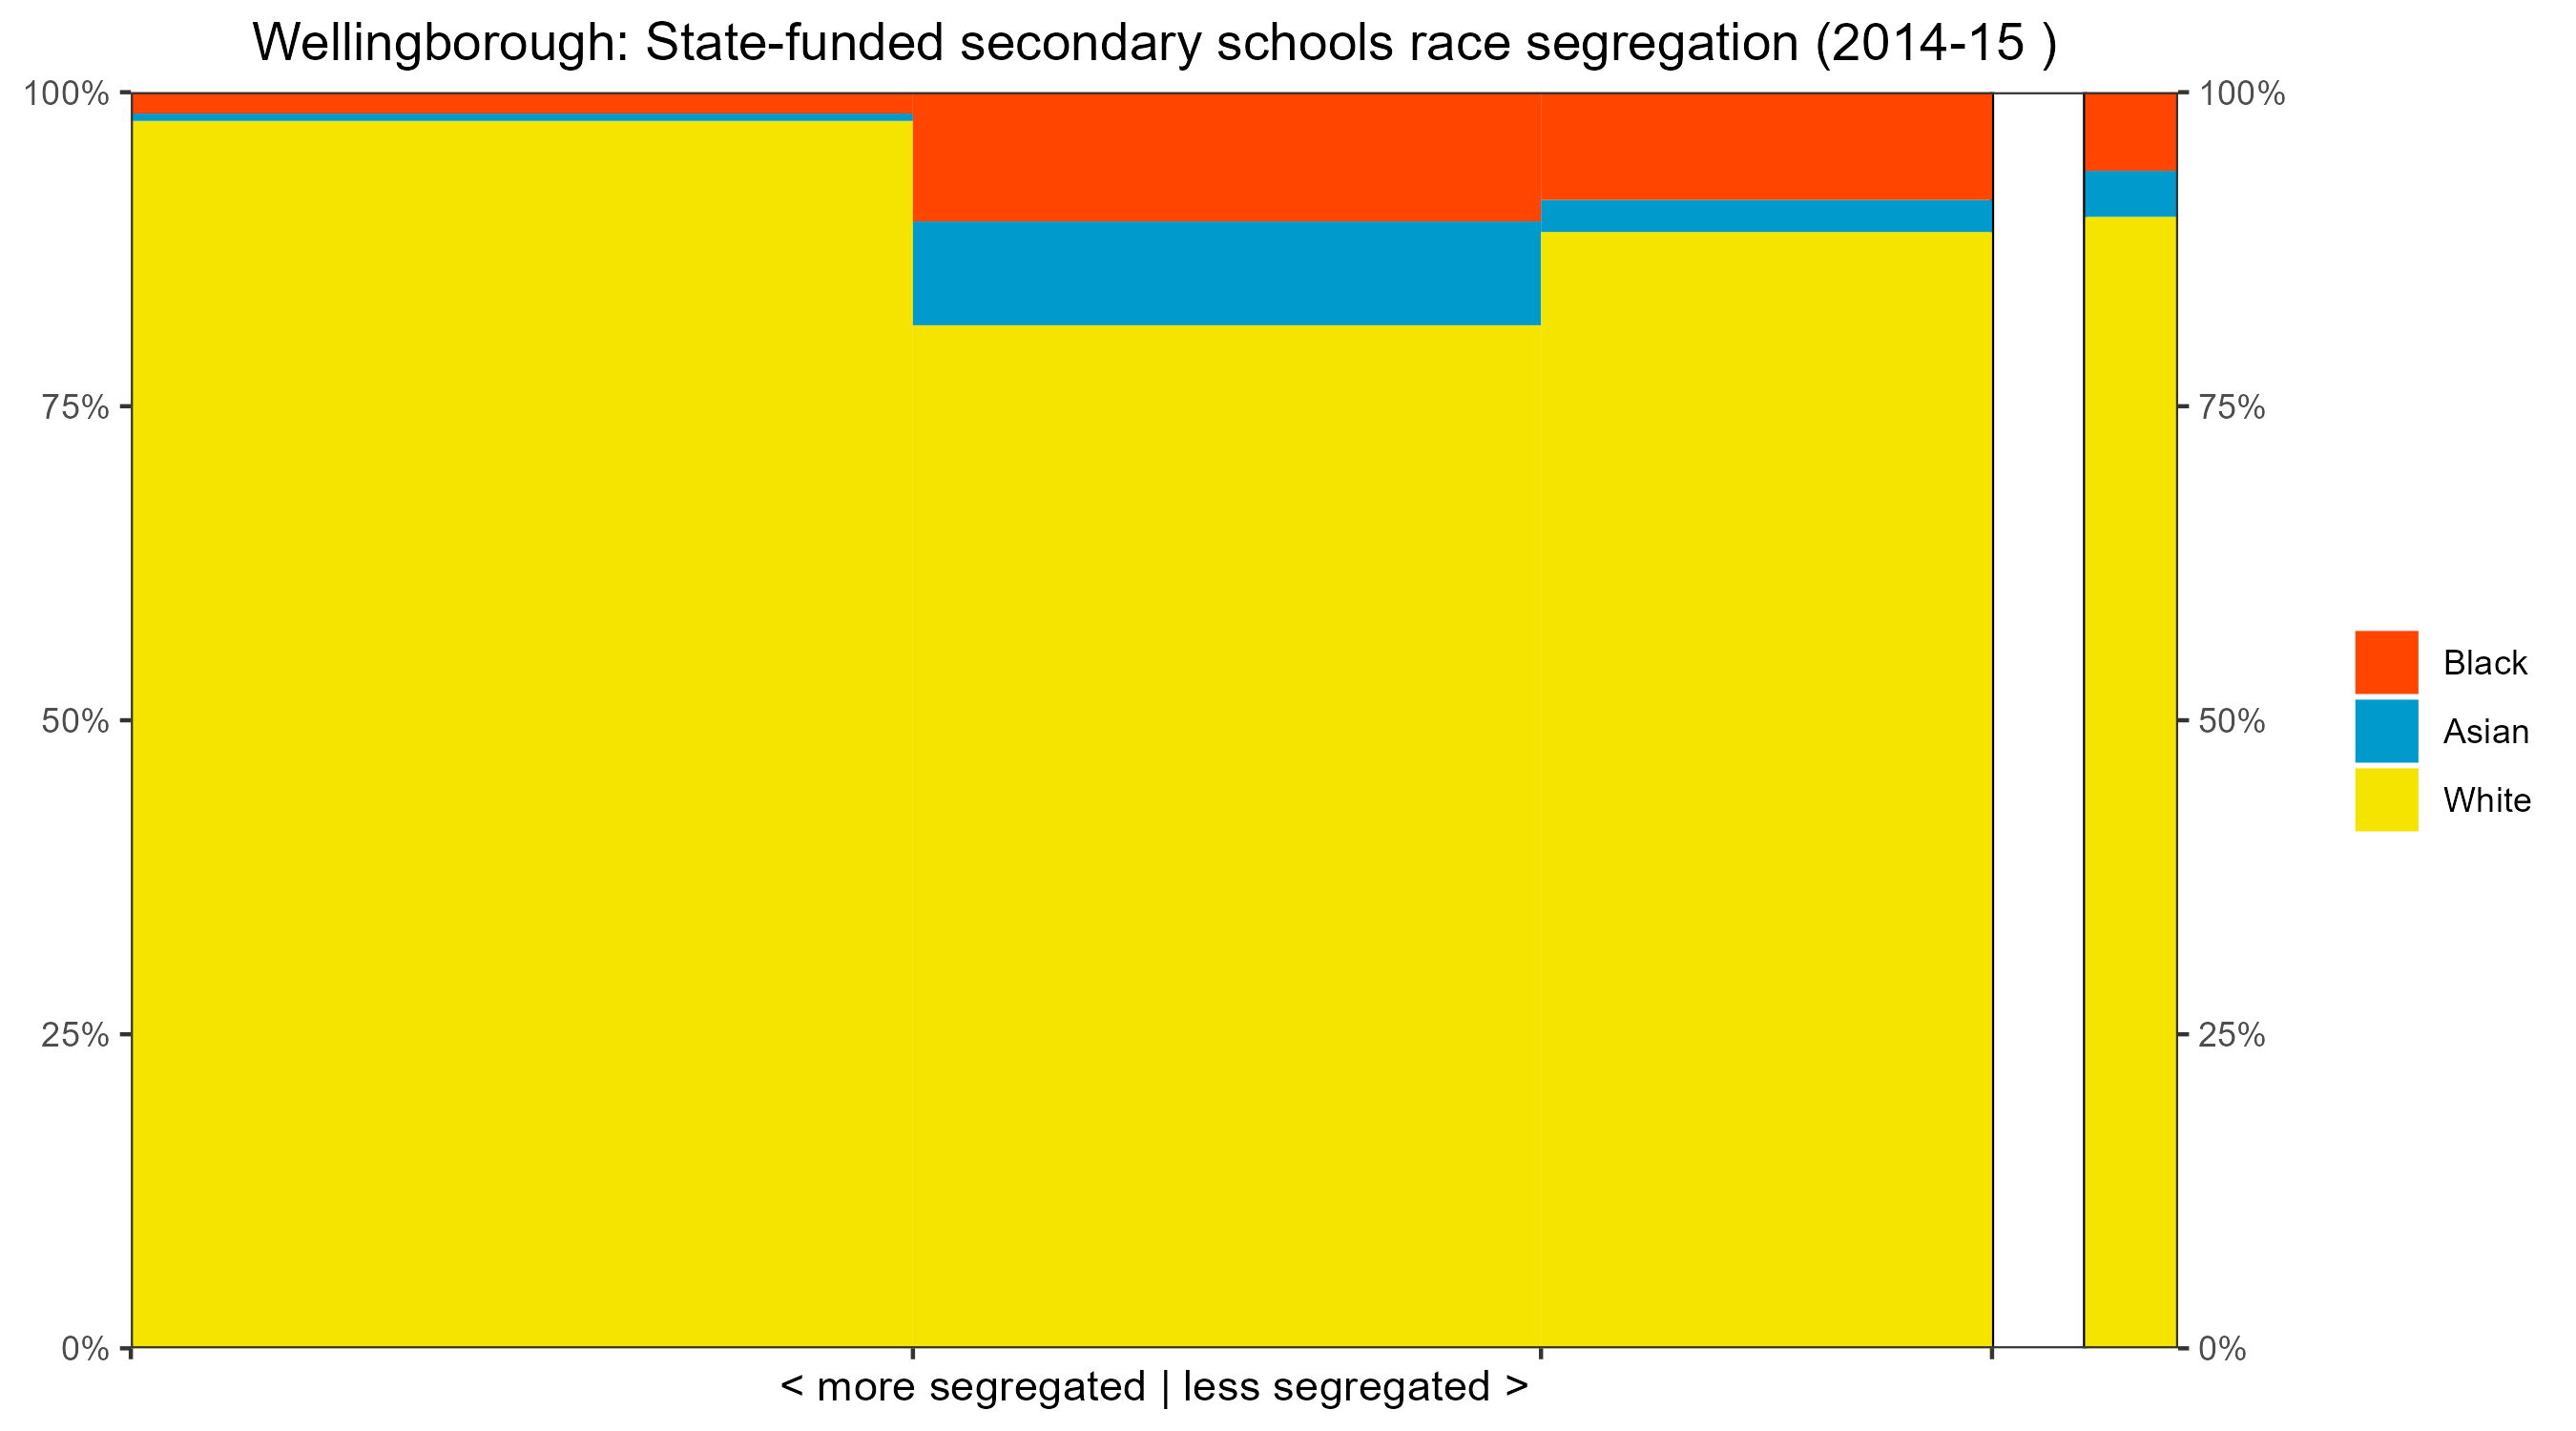 Wellingborough: State-funded secondary schools race segregation (2014-15 )
100%
75%
50%
25%
0%
100%
75%
50%
25%
0%
Black
Asian
White
< more segregated | less segregated >